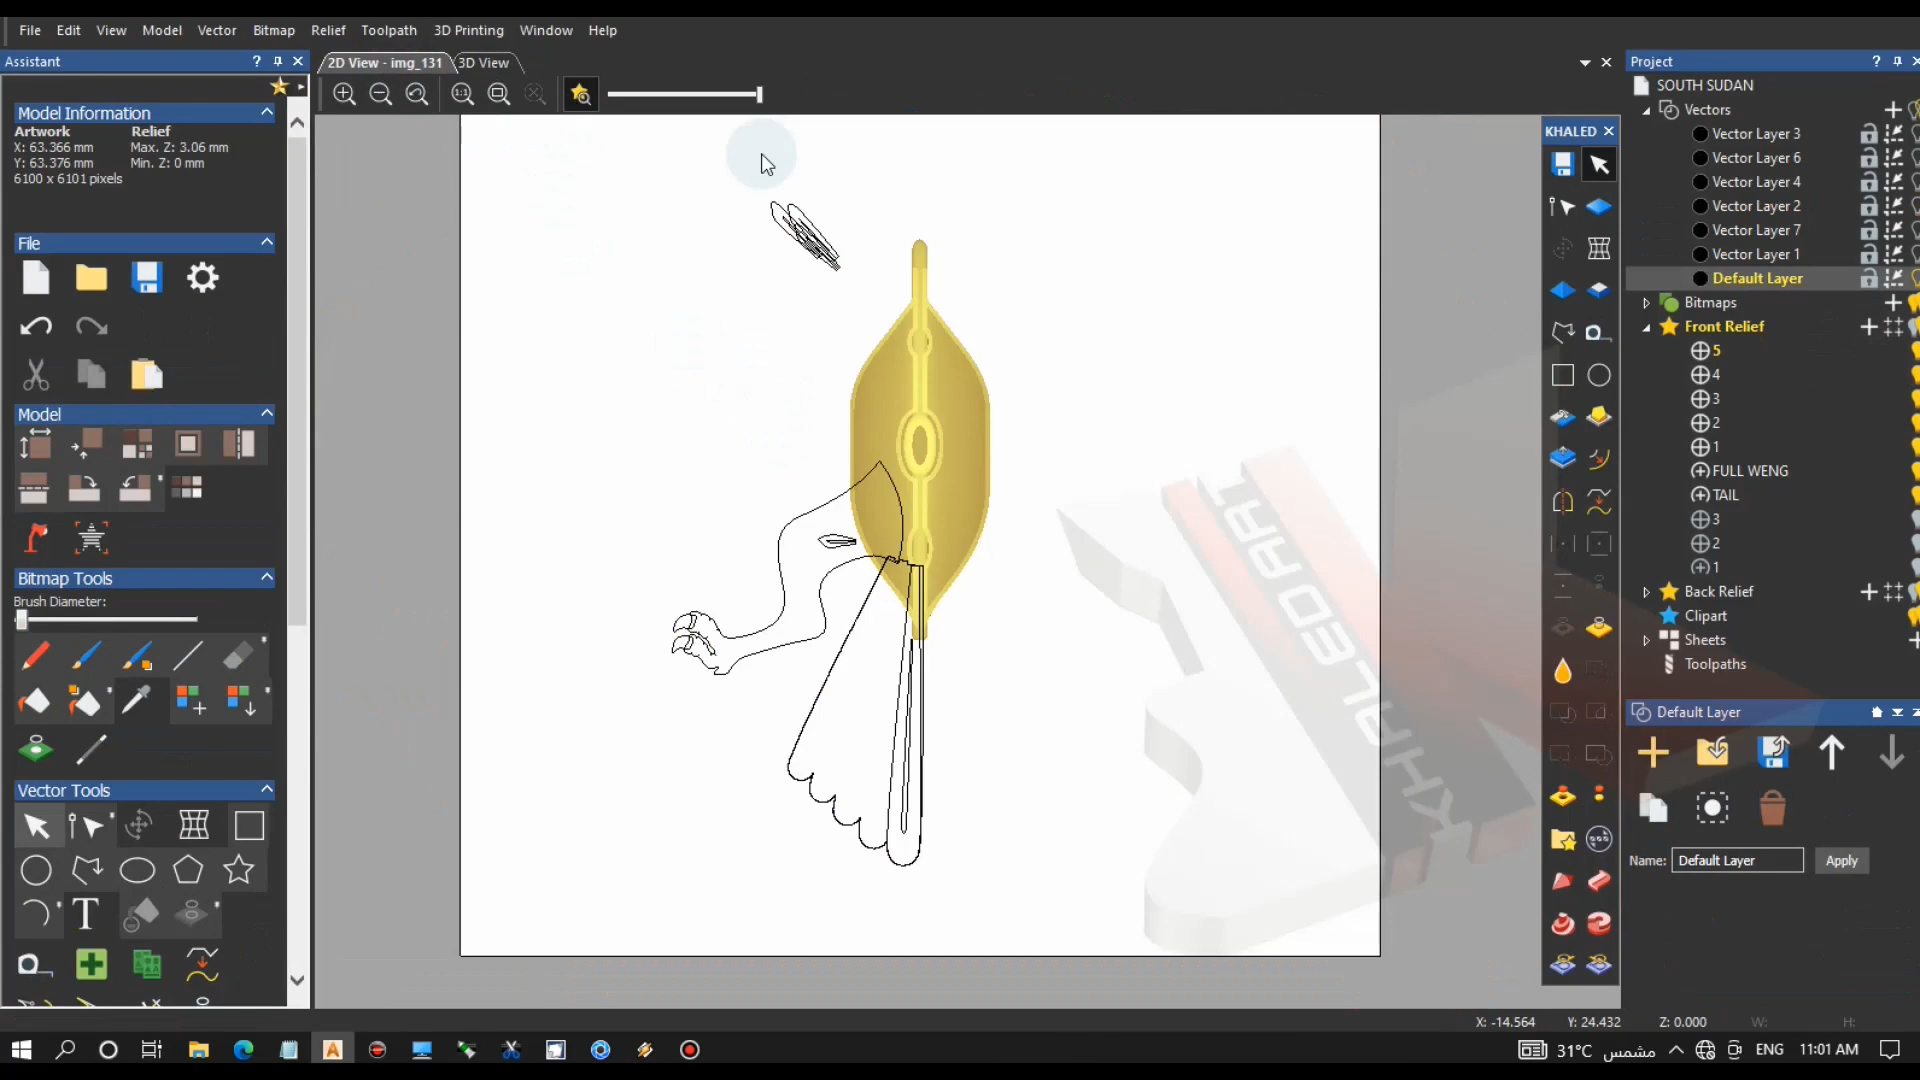 File Edit View Model Vector Bitmap Relief Toolpath 3D Printing Window Help
Assistant
2D View - img_131
3D View
Project
Model Information
Artwork Relief
X: 63.366 mm Max. Z: 3.06 mm
Y: 63.376 mm Min. Z: 0 mm
6100 x 6101 pixels
File
Model
Bitmap Tools
Brush Diameter:
Vector Tools
KHALED
KHALEDART
SOUTH SUDAN
Vectors
Vector Layer 3
Vector Layer 6
Vector Layer 4
Vector Layer 2
Vector Layer 7
Vector Layer 1
Default Layer
Bitmaps
Front Relief
5
4
3
2
1
FULL WENG
TAIL
3
2
1
Back Relief
Clipart
Sheets
Toolpaths
Default Layer
Name: Default Layer Apply
X: -14.564 Y: 24.432 Z: 0.000 W: H:
31°C مشمس ENG 11:01 AM